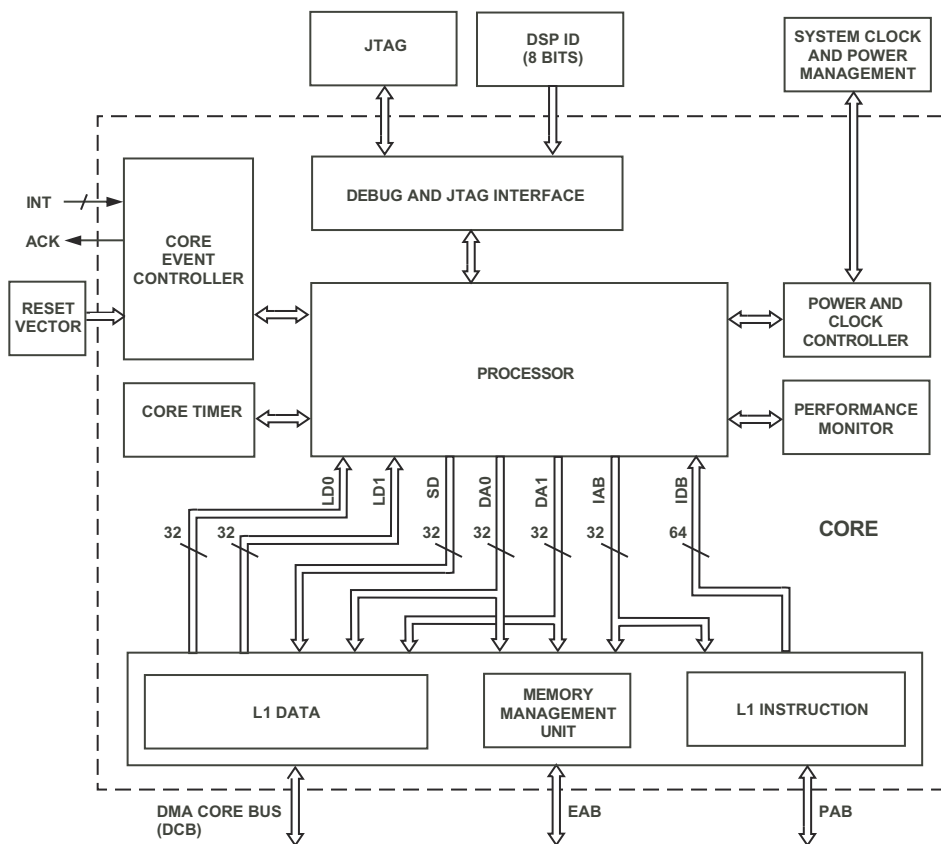 JTAG
DSP ID
(8 BITS)
SYSTEM CLOCK
AND POWER
MANAGEMENT
DEBUG AND JTAG INTERFACE
INT
ACK
CORE
EVENT
CONTROLLER
RESET
VECTOR
POWER AND
CLOCK
CONTROLLER
PROCESSOR
CORE TIMER
PERFORMANCE
MONITOR
LD0
LD1
SD
DA0
DA1
IAB
IDB
32
32
32
32
32
32
64
CORE
L1 DATA
MEMORY
MANAGEMENT
UNIT
L1 INSTRUCTION
DMA CORE BUS
(DCB)
EAB
PAB